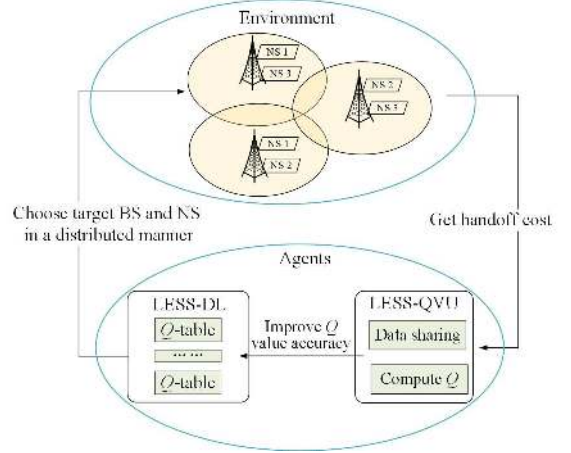 Environment
NS 1
NS 3
NS 2
NS 3
NS 1
NS 2
Choose target BS and NS
in a distributed manner
Get handoff cost
Agents
LESS-DL
Q-table
... ...
Q-table
Improve Q
value accuracy
LESS-QVU
Data sharing
Compute Q